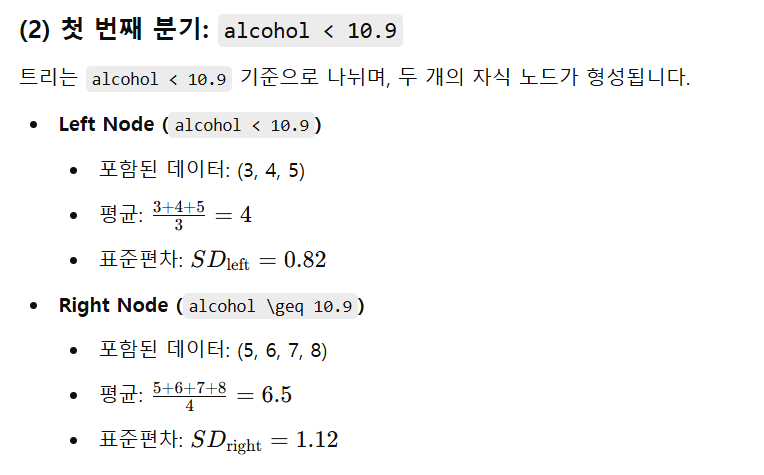 (2) 첫 번째 분기: alcohol < 10.9
트리는 alcohol < 10.9 기준으로 나뉘며, 두 개의 자식 노드가 형성됩니다.
• Left Node (alcohol < 10.9)
• 포함된 데이터: (3, 4, 5)
• 평균: \frac{3+4+5}{3} = 4
• 표준편차: SD_{left} = 0.82
• Right Node (alcohol \geq 10.9)
• 포함된 데이터: (5, 6, 7, 8)
• 평균: \frac{5+6+7+8}{4} = 6.5
• 표준편차: SD_{right} = 1.12